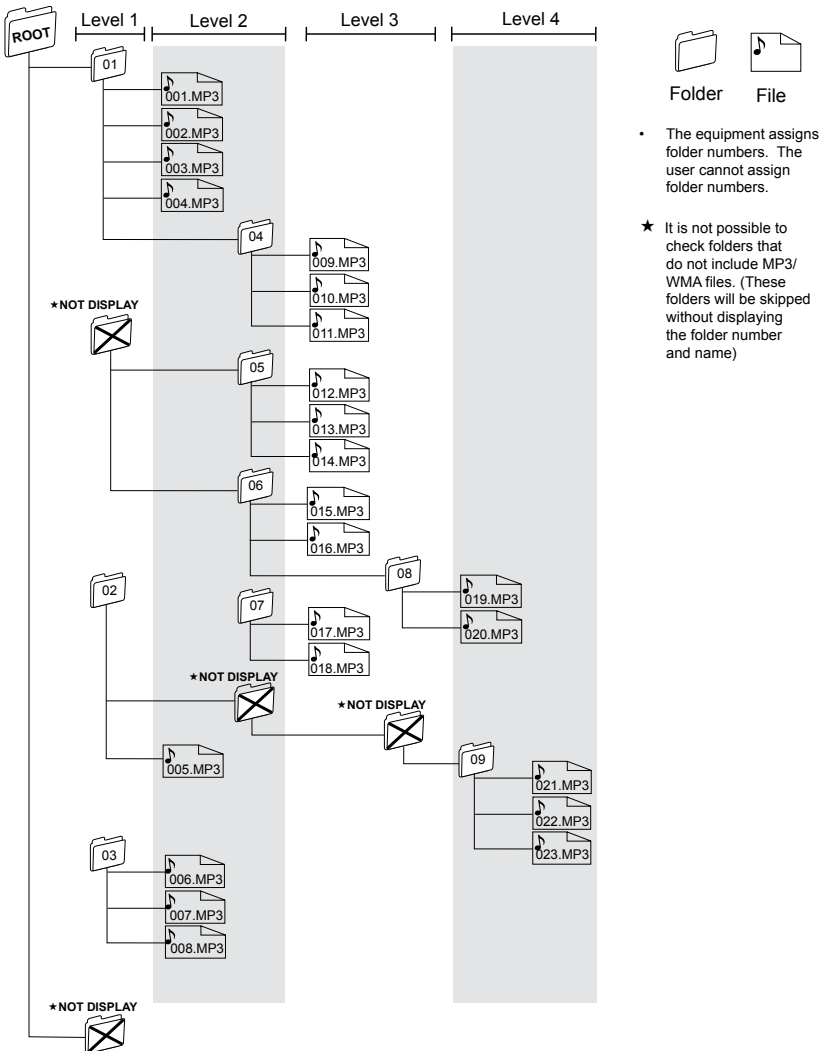 ROOT
Level 1
Level 2
Level 3
Level 4
01
001.MP3
002.MP3
003.MP3
004.MP3
04
009.MP3
010.MP3
011.MP3
★NOT DISPLAY
05
012.MP3
013.MP3
014.MP3
06
015.MP3
016.MP3
08
019.MP3
020.MP3
02
07
017.MP3
018.MP3
★NOT DISPLAY
★NOT DISPLAY
09
021.MP3
022.MP3
023.MP3
005.MP3
03
006.MP3
007.MP3
008.MP3
★NOT DISPLAY
Folder
File
• The equipment assigns
folder numbers. The
user cannot assign
folder numbers.
★ It is not possible to
check folders that
do not include MP3/
WMA files. (These
folders will be skipped
without displaying
the folder number
and name)